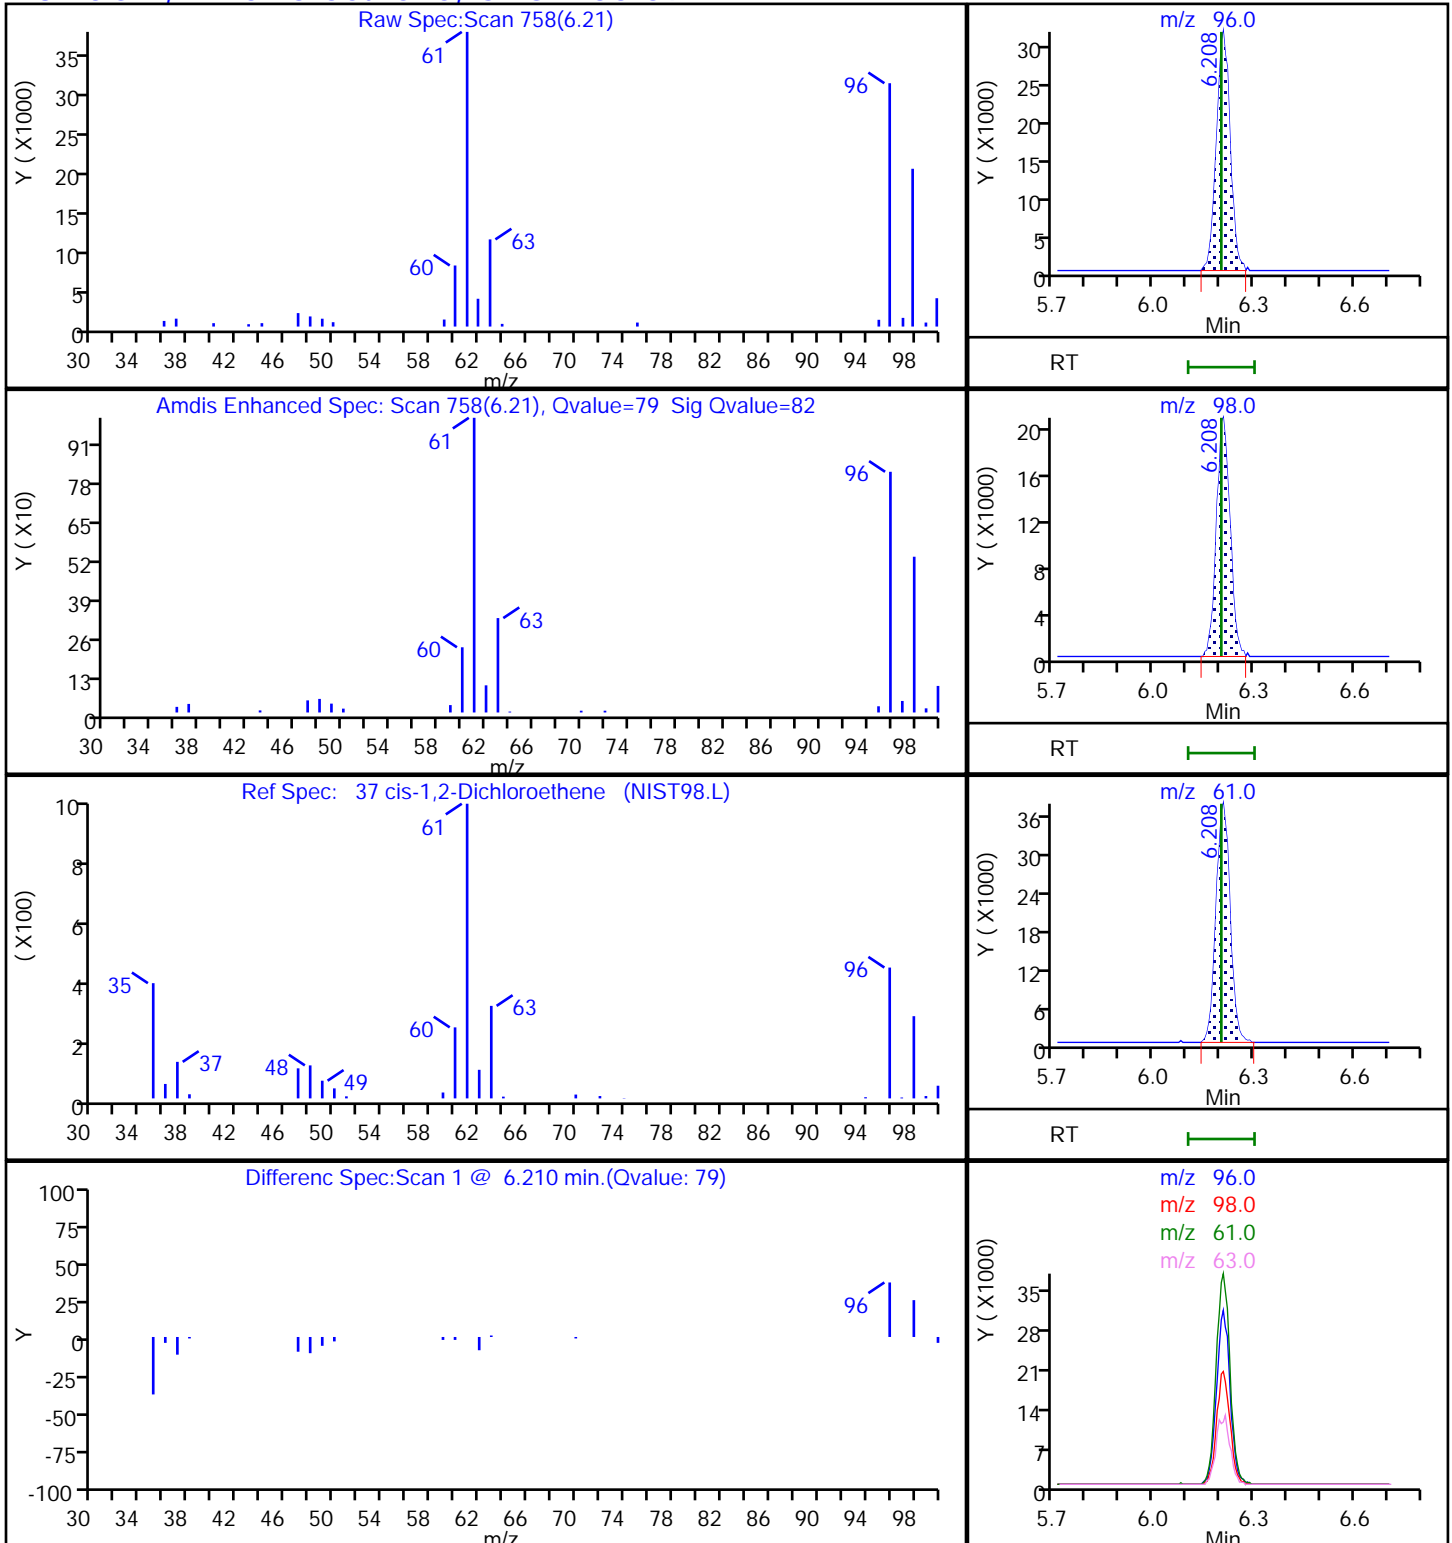 Raw Spec:Scan 758(6.21)
Y ( X1000)
35
30
25
20
15
10
5
0
61
96
60
63
30 34 38 42 46 50 54 58 62 66 70 74 78 82 86 90 94 98
m/z
m/z 96.0
Y ( X1000)
30
25
20
15
10
5
0
6.208
5.7 6.0 6.3 6.6
Min
RT
Amdis Enhanced Spec: Scan 758(6.21), Qvalue=79 Sig Qvalue=82
Y ( X10)
91
78
65
52
39
26
13
0
61
96
60
63
30 34 38 42 46 50 54 58 62 66 70 74 78 82 86 90 94 98
m/z
m/z 98.0
Y ( X1000)
20
16
12
8
4
0
6.208
5.7 6.0 6.3 6.6
Min
RT
Ref Spec: 37 cis-1,2-Dichloroethene (NIST98.L)
( X100)
10
8
6
4
2
0
61
96
35
63
60
37
48
49
30 34 38 42 46 50 54 58 62 66 70 74 78 82 86 90 94 98
m/z 61.0
Y ( X1000)
36
30
24
18
12
6
0
6.208
5.7 6.0 6.3 6.6
Min
RT
Differenc Spec:Scan 1 @ 6.210 min.(Qvalue: 79)
Y
100
75
50
25
0
-25
-50
-75
-100
96
30 34 38 42 46 50 54 58 62 66 70 74 78 82 86 90 94 98
m/z
m/z 96.0
m/z 98.0
m/z 61.0
m/z 63.0
Y ( X1000)
35
28
21
14
7
0
5.7 6.0 6.3 6.6
Min